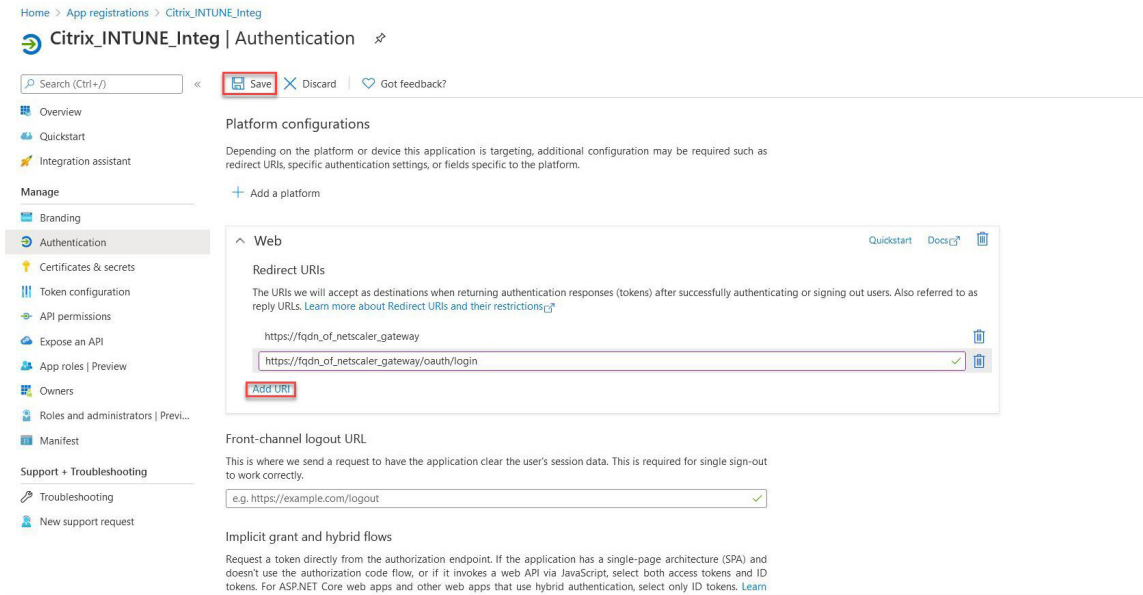 Home > App registrations > Citrix_INTUNE_Integ
Citrix_INTUNE_Integ | Authentication
Search (Ctrl+/)
«
Save
Discard
Got feedback?
Overview
Quickstart
Integration assistant
Manage
Branding
Authentication
Certificates & secrets
Token configuration
API permissions
Expose an API
App roles | Preview
Owners
Roles and administrators | Previ...
Manifest
Support + Troubleshooting
Troubleshooting
New support request
Platform configurations
Depending on the platform or device this application is targeting, additional configuration may be required such as
redirect URIs, specific authentication settings, or fields specific to the platform.
Add a platform
Web
Quickstart
Docs
Redirect URIs
The URIs we will accept as destinations when returning authentication responses (tokens) after successfully authenticating or signing out users. Also referred to as
reply URLs. Learn more about Redirect URIs and their restrictions
https://fqdn_of_netscaler_gateway
https://fqdn_of_netscaler_gateway/oauth/login
Add URI
Front-channel logout URL
This is where we send a request to have the application clear the user's session data. This is required for single sign-out
to work correctly.
e.g. https://example.com/logout
Implicit grant and hybrid flows
Request a token directly from the authorization endpoint. If the application has a single-page architecture (SPA) and
doesn't use the authorization code flow, or if it invokes a web API via JavaScript, select both access tokens and ID
tokens. For ASP.NET Core web apps and other web apps that use hybrid authentication, select only ID tokens. Learn